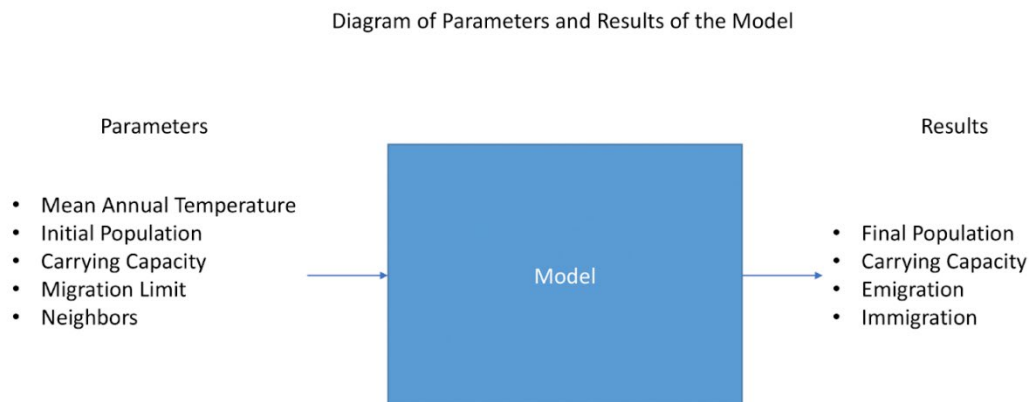 Diagram of Parameters and Results of the Model
Parameters
• Mean Annual Temperature
• Initial Population
• Carrying Capacity
• Migration Limit
• Neighbors
Model
Results
• Final Population
• Carrying Capacity
• Emigration
• Immigration